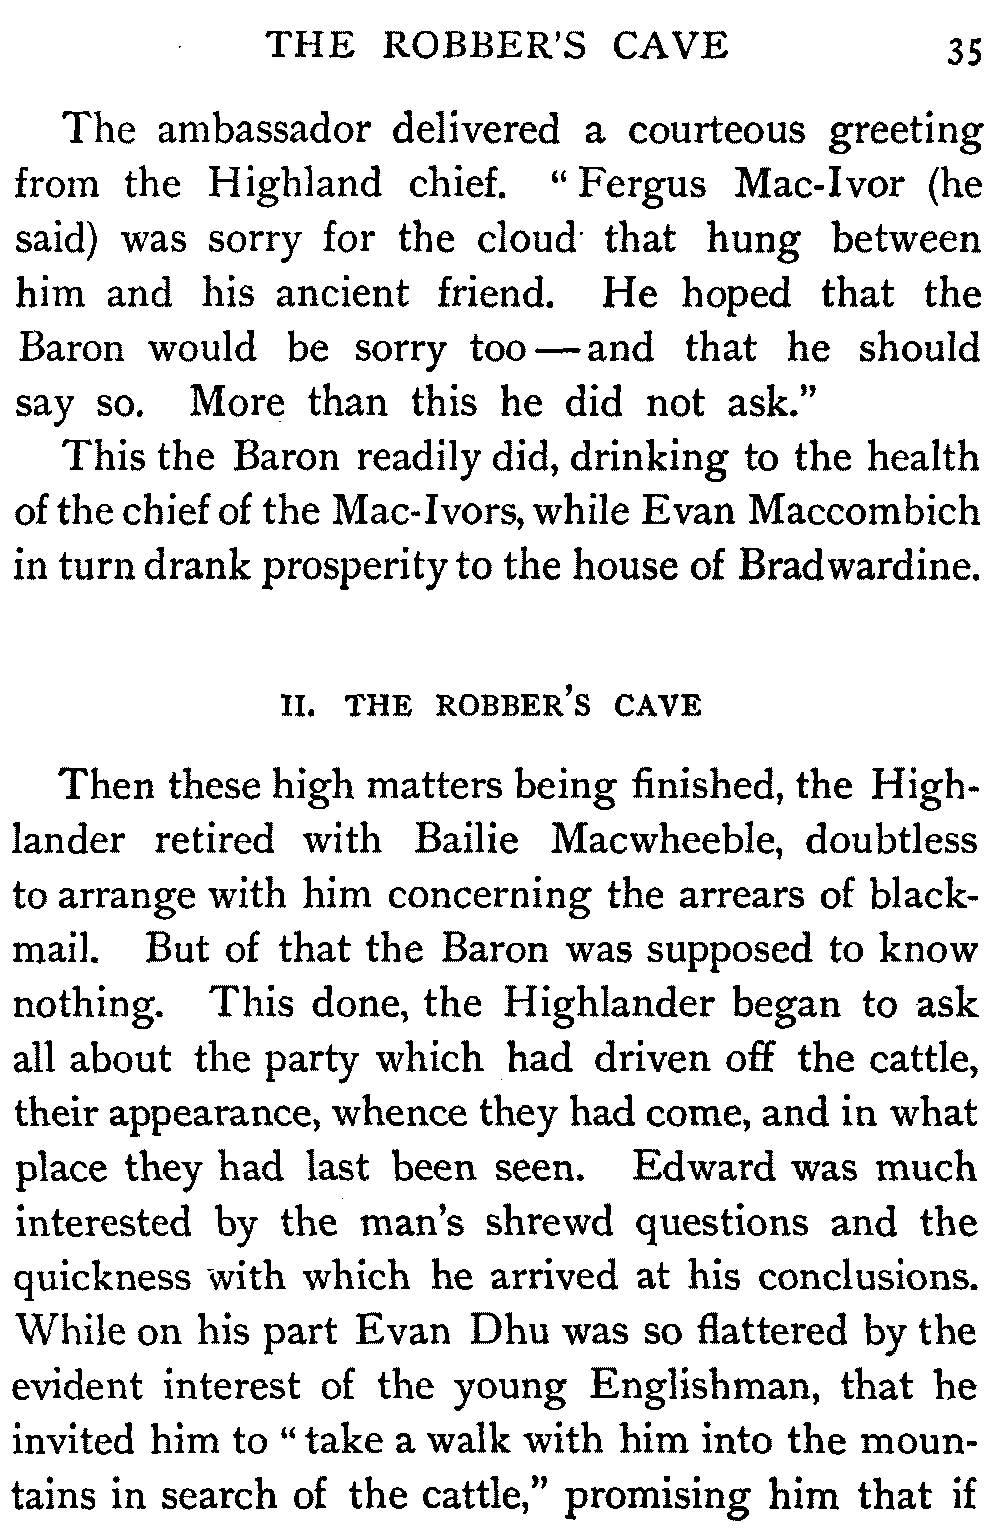 THE ROBBER'S CAVE 35
The ambassador delivered a courteous greeting
from the Highland chief. "Fergus Mac-Ivor (he
said) was sorry for the cloud that hung between
him and his ancient friend. He hoped that the
Baron would be sorry too—and that he should
say so. More than this he did not ask."
This the Baron readily did, drinking to the health
of the chief of the Mac-Ivors, while Evan Maccombich
in turn drank prosperity to the house of Bradwardine.
II. THE ROBBER'S CAVE
Then these high matters being finished, the High-
lander retired with Bailie Macwheeble, doubtless
to arrange with him concerning the arrears of black-
mail. But of that the Baron was supposed to know
nothing. This done, the Highlander began to ask
all about the party which had driven off the cattle,
their appearance, whence they had come, and in what
place they had last been seen. Edward was much
interested by the man's shrewd questions and the
quickness with which he arrived at his conclusions.
While on his part Evan Dhu was so flattered by the
evident interest of the young Englishman, that he
invited him to "take a walk with him into the moun-
tains in search of the cattle," promising him that if